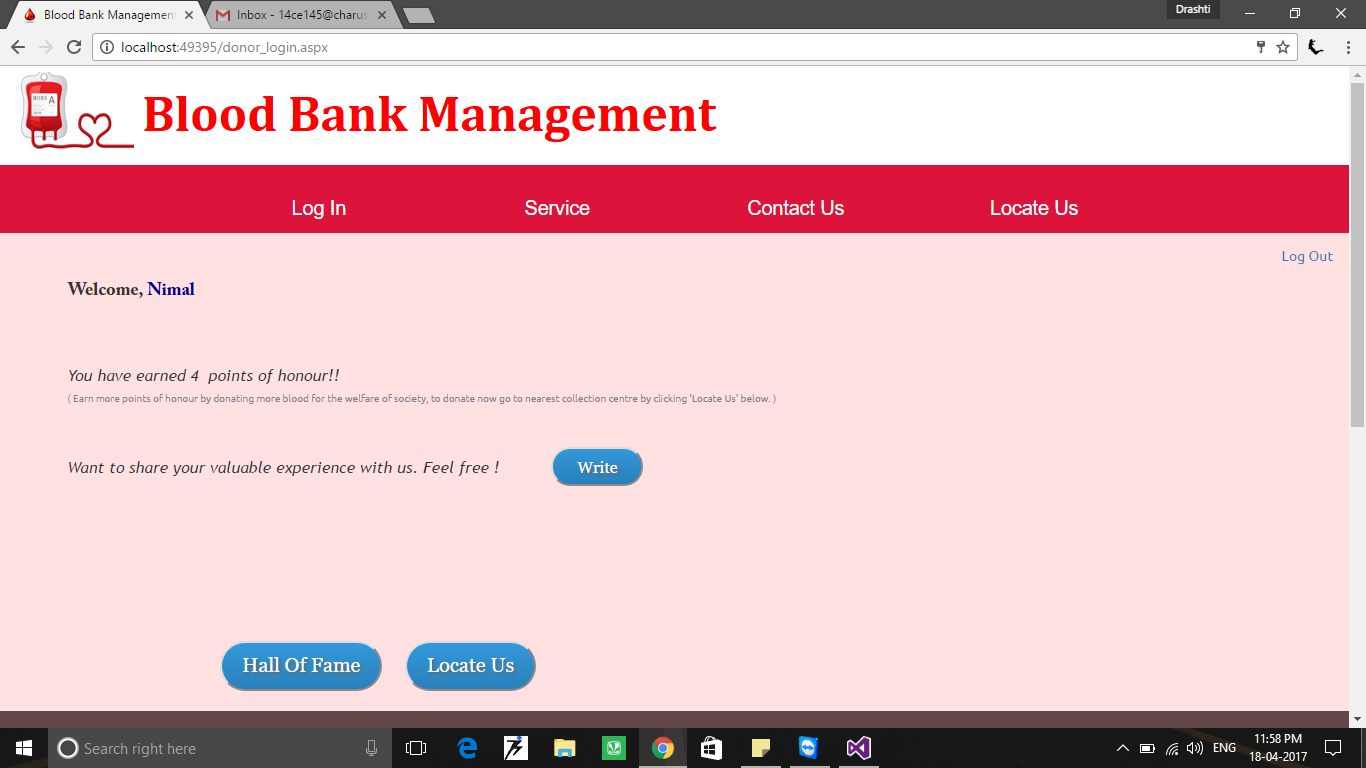 Blood Bank Management
Inbox - 14ce145@charus
Drashti
localhost:49395/donor_login.aspx
A
Blood Bank Management
Log In Service Contact Us Locate Us
Log Out
Welcome, Nimal
You have earned 4 points of honour!!
( Earn more points of honour by donating more blood for the welfare of society, to donate now go to nearest collection centre by clicking 'Locate Us' below. )
Want to share your valuable experience with us. Feel free ! Write
Hall Of Fame Locate Us
Search right here
ENG
11:58 PM
18-04-2017